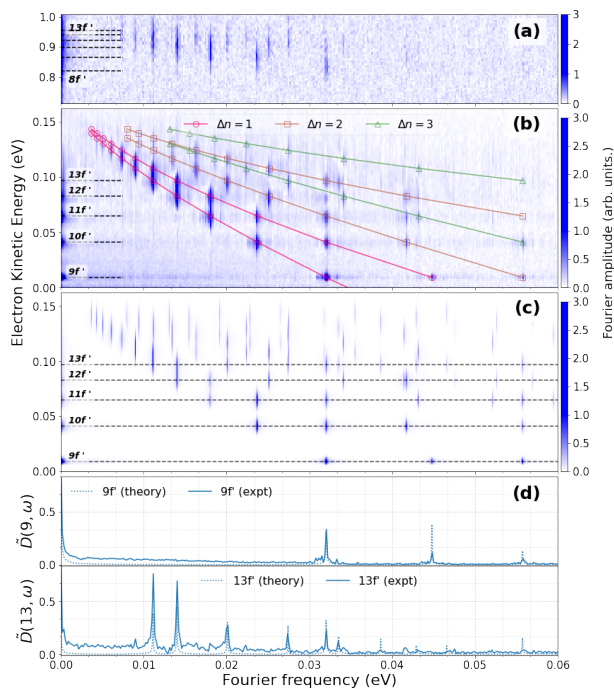 1.0
0.9
0.8
13f '
8f '
(a)
3
2
1
0
0.15
0.10
0.05
0.00
Δn = 1
Δn = 2
Δn = 3
(b)
13f '
12f '
11f '
10f '
9f '
3.0
2.5
2.0
1.5
1.0
0.5
0.0
Electron Kinetic Energy (eV)
Fourier amplitude (arb. units.)
0.15
0.10
0.05
0.00
(c)
13f '
12f '
11f '
10f '
9f '
3.0
2.5
2.0
1.5
1.0
0.5
0.0
D̃(9, ω)
0.5
0.0
9f' (theory)
9f' (expt)
(d)
D̃(13, ω)
0.5
0.0
13f' (theory)
13f' (expt)
0.00
0.01
0.02
0.03
0.04
0.05
0.06
Fourier frequency (eV)